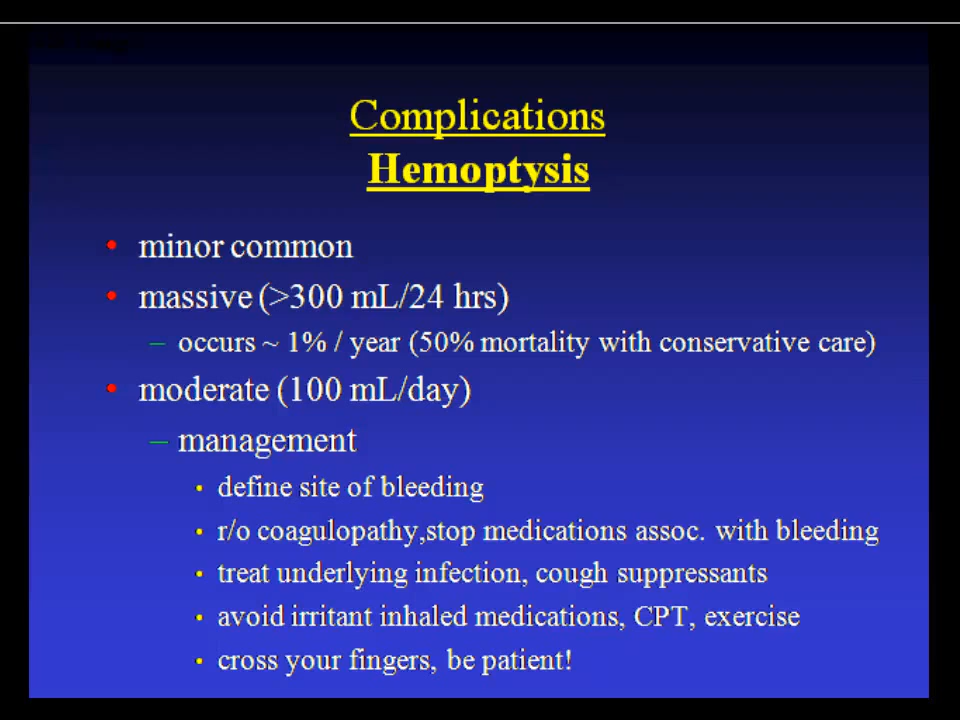 Complications
Hemoptysis
• minor common
• massive (>300 mL/24 hrs)
– occurs ~ 1% / year (50% mortality with conservative care)
• moderate (100 mL/day)
– management
• define site of bleeding
• r/o coagulopathy,stop medications assoc. with bleeding
• treat underlying infection, cough suppressants
• avoid irritant inhaled medications, CPT, exercise
• cross your fingers, be patient!